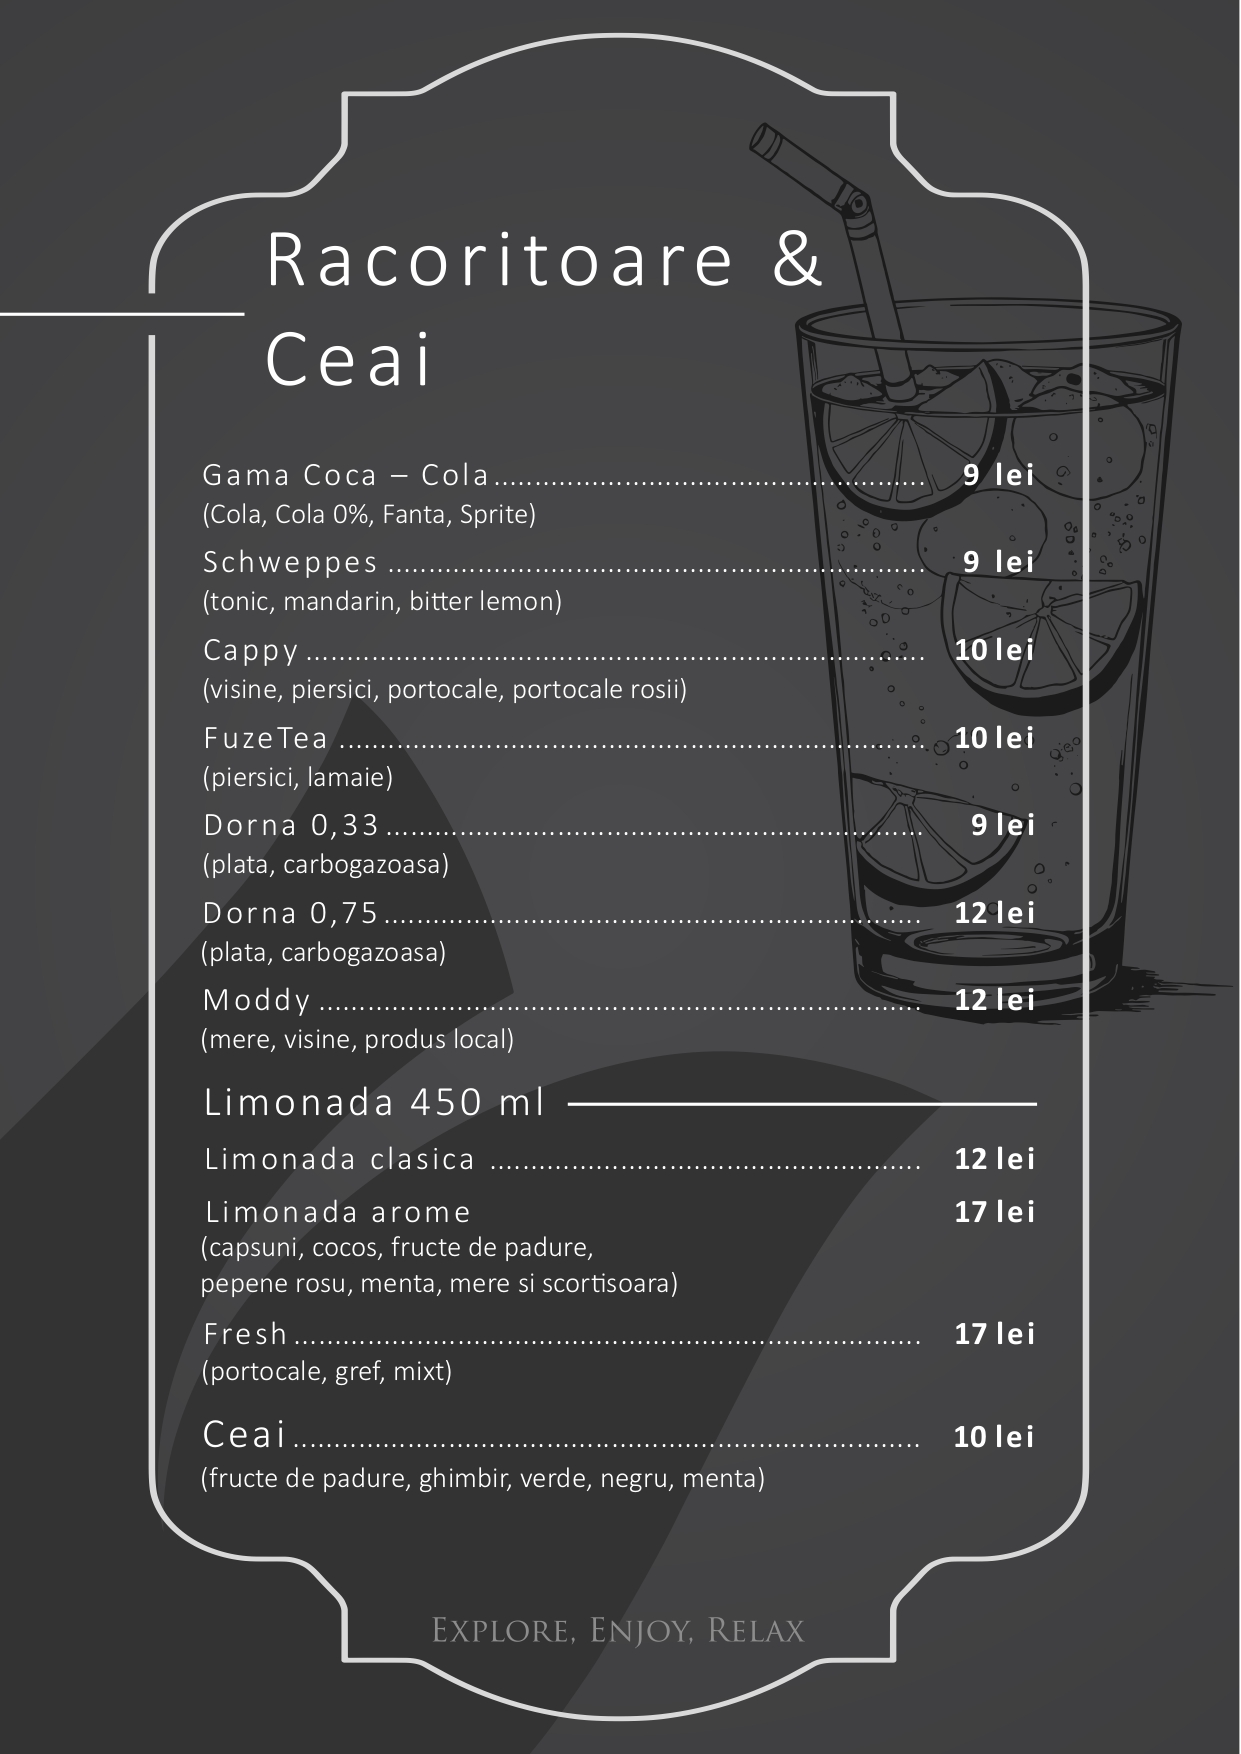 Racoritoare &
Ceai
Gama Coca – Cola..................................................... 9 lei
(Cola, Cola 0%, Fanta, Sprite)
Schweppes .................................................................. 9 lei
(tonic, mandarin, bitter lemon)
Cappy ............................................................................ 10 lei
(visine, piersici, portocale, portocale rosii)
FuzeTea ........................................................................ 10 lei
(piersici, lamaie)
Dorna 0,33 .................................................................. 9 lei
(plata, carbogazoasa)
Dorna 0,75 .................................................................. 12 lei
(plata, carbogazoasa)
Moddy .......................................................................... 12 lei
(mere, visine, produs local)
Limonada 450 ml
Limonada clasica ..................................................... 12 lei
Limonada arome 17 lei
(capsuni, cocos, fructe de padure,
pepene rosu, menta, mere si scortisoara)
Fresh ............................................................................. 17 lei
(portocale, gref, mixt)
Ceai ............................................................................. 10 lei
(fructe de padure, ghimbir, verde, negru, menta)
Explore, Enjoy, Relax